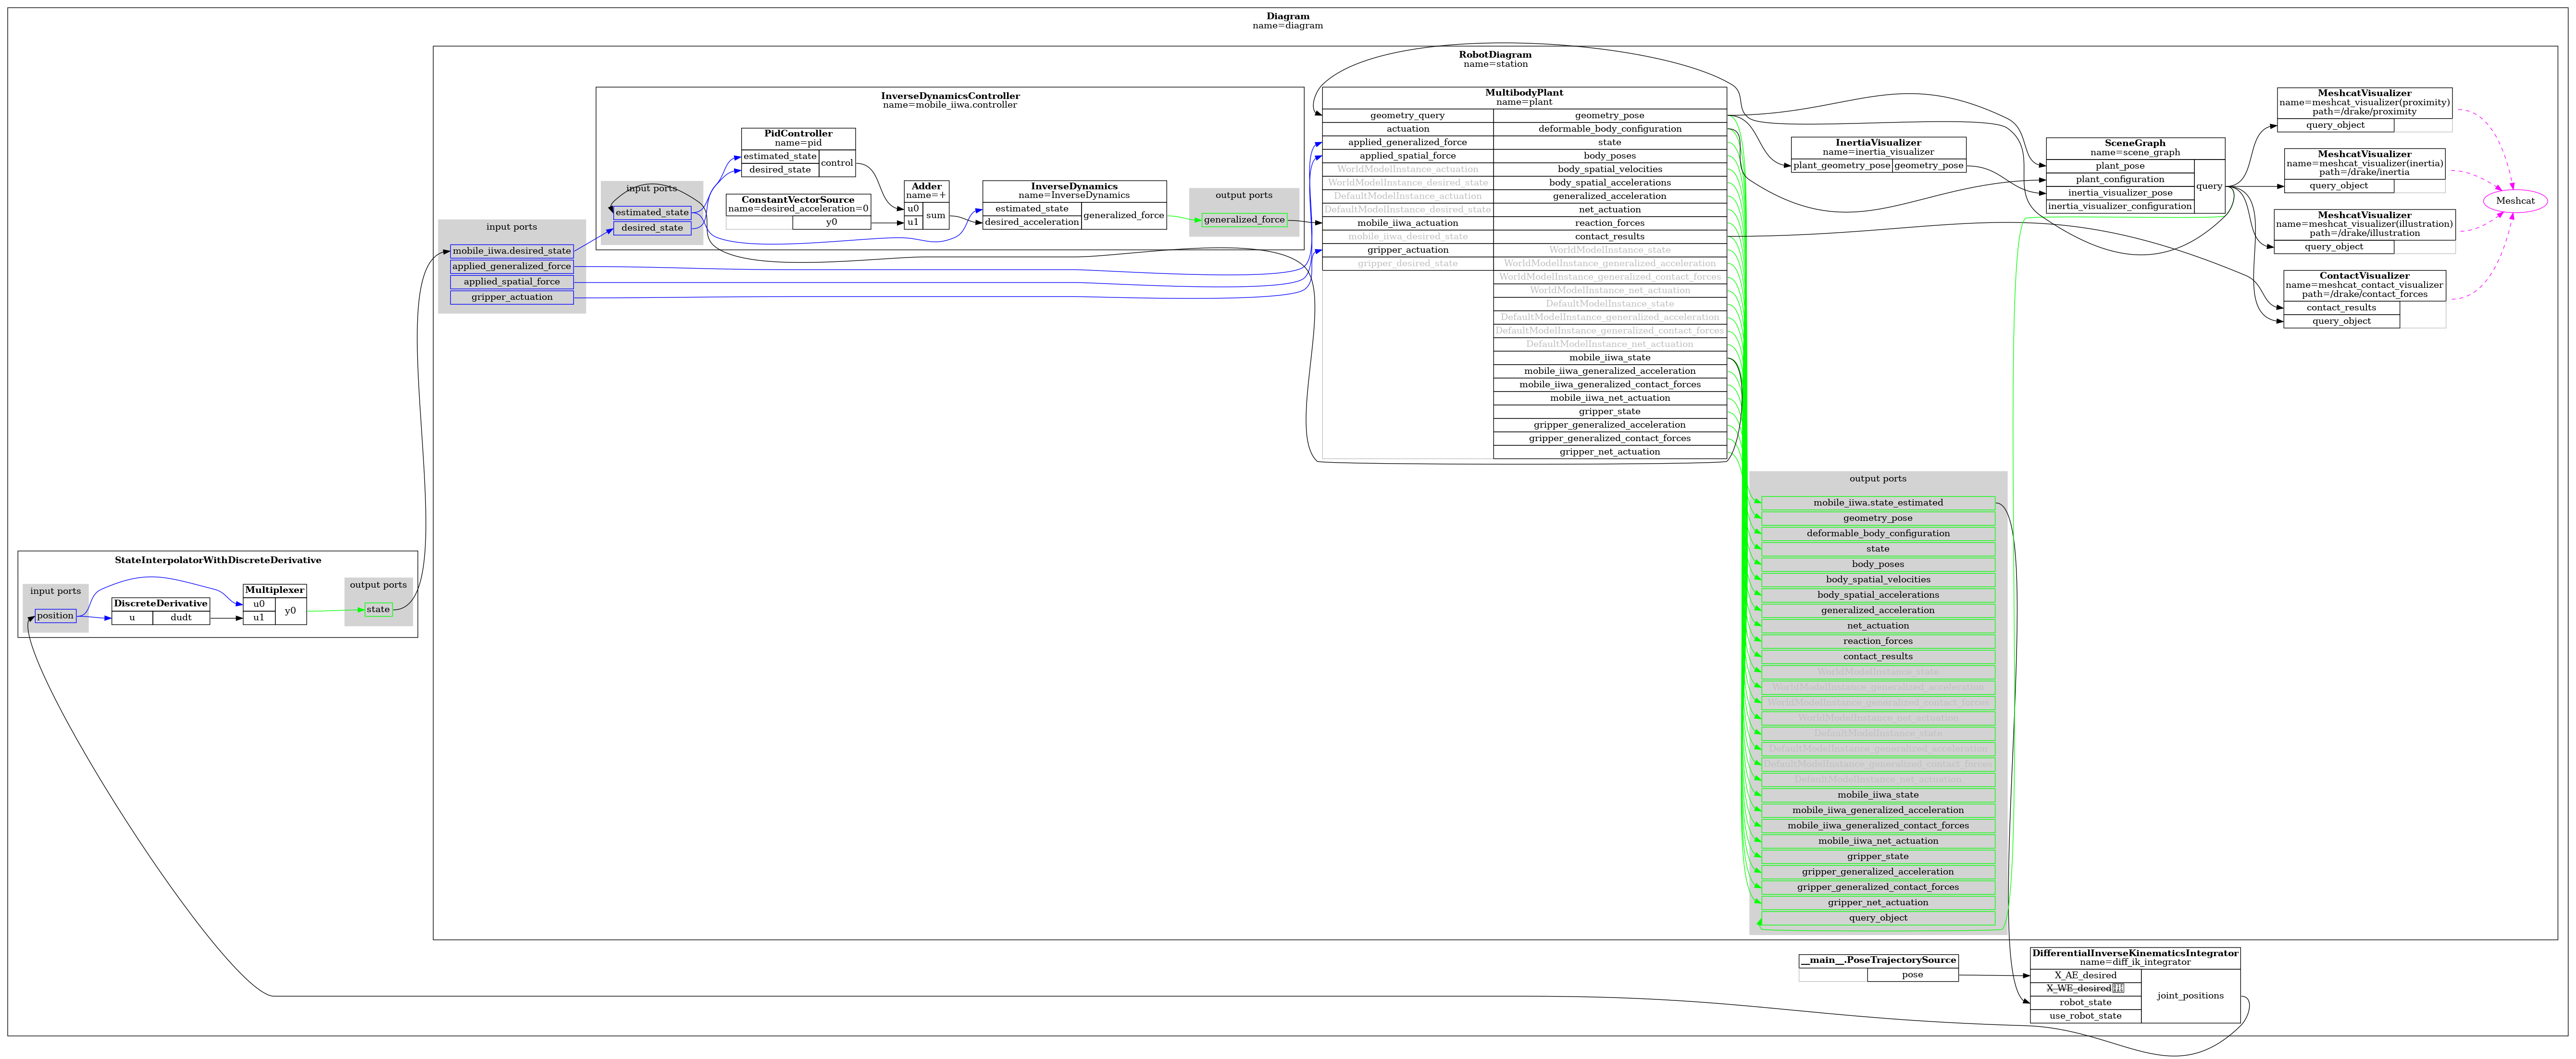 Diagram
name=diagram
RobotDiagram
name=station
InverseDynamicsController
name=mobile_iiwa.controller
input ports
estimated_state
desired_state
PidController
name=pid
estimated_state
desired_state
control
ConstantVectorSource
name=desired_acceleration=0
y0
Adder
name=+
u0
u1
sum
InverseDynamics
name=InverseDynamics
estimated_state
desired_acceleration
generalized_force
output ports
generalized_force
input ports
mobile_iiwa.desired_state
applied_generalized_force
applied_spatial_force
gripper_actuation
MultibodyPlant
name=plant
geometry_query
actuation
applied_generalized_force
applied_spatial_force
WorldModelInstance_actuation
WorldModelInstance_desired_state
DefaultModelInstance_actuation
DefaultModelInstance_desired_state
mobile_iiwa_actuation
mobile_iiwa_desired_state
gripper_actuation
gripper_desired_state
geometry_pose
deformable_body_configuration
state
body_poses
body_spatial_velocities
body_spatial_accelerations
generalized_acceleration
net_actuation
reaction_forces
contact_results
WorldModelInstance_state
WorldModelInstance_generalized_acceleration
WorldModelInstance_generalized_contact_forces
WorldModelInstance_net_actuation
DefaultModelInstance_state
DefaultModelInstance_generalized_acceleration
DefaultModelInstance_generalized_contact_forces
DefaultModelInstance_net_actuation
mobile_iiwa_state
mobile_iiwa_generalized_acceleration
mobile_iiwa_generalized_contact_forces
mobile_iiwa_net_actuation
gripper_state
gripper_generalized_acceleration
gripper_generalized_contact_forces
gripper_net_actuation
InertiaVisualizer
name=inertia_visualizer
plant_geometry_pose
geometry_pose
SceneGraph
name=scene_graph
plant_pose
plant_configuration
inertia_visualizer_pose
inertia_visualizer_configuration
query
MeshcatVisualizer
name=meshcat_visualizer(proximity)
path=/drake/proximity
query_object
MeshcatVisualizer
name=meshcat_visualizer(inertia)
path=/drake/inertia
query_object
MeshcatVisualizer
name=meshcat_visualizer(illustration)
path=/drake/illustration
query_object
ContactVisualizer
name=meshcat_contact_visualizer
path=/drake/contact_forces
contact_results
query_object
Meshcat
output ports
mobile_iiwa.state_estimated
geometry_pose
deformable_body_configuration
state
body_poses
body_spatial_velocities
body_spatial_accelerations
generalized_acceleration
net_actuation
reaction_forces
contact_results
WorldModelInstance_state
WorldModelInstance_generalized_acceleration
WorldModelInstance_generalized_contact_forces
WorldModelInstance_net_actuation
DefaultModelInstance_state
DefaultModelInstance_generalized_acceleration
DefaultModelInstance_generalized_contact_forces
DefaultModelInstance_net_actuation
mobile_iiwa_state
mobile_iiwa_generalized_acceleration
mobile_iiwa_generalized_contact_forces
mobile_iiwa_net_actuation
gripper_state
gripper_generalized_acceleration
gripper_generalized_contact_forces
gripper_net_actuation
query_object
StateInterpolatorWithDiscreteDerivative
input ports
position
DiscreteDerivative
u
dudt
Multiplexer
u0
u1
y0
output ports
state
__main__.PoseTrajectorySource
pose
DifferentialInverseKinematicsIntegrator
name=diff_ik_integrator
X_AE_desired
X_WE_desired
robot_state
use_robot_state
joint_positions